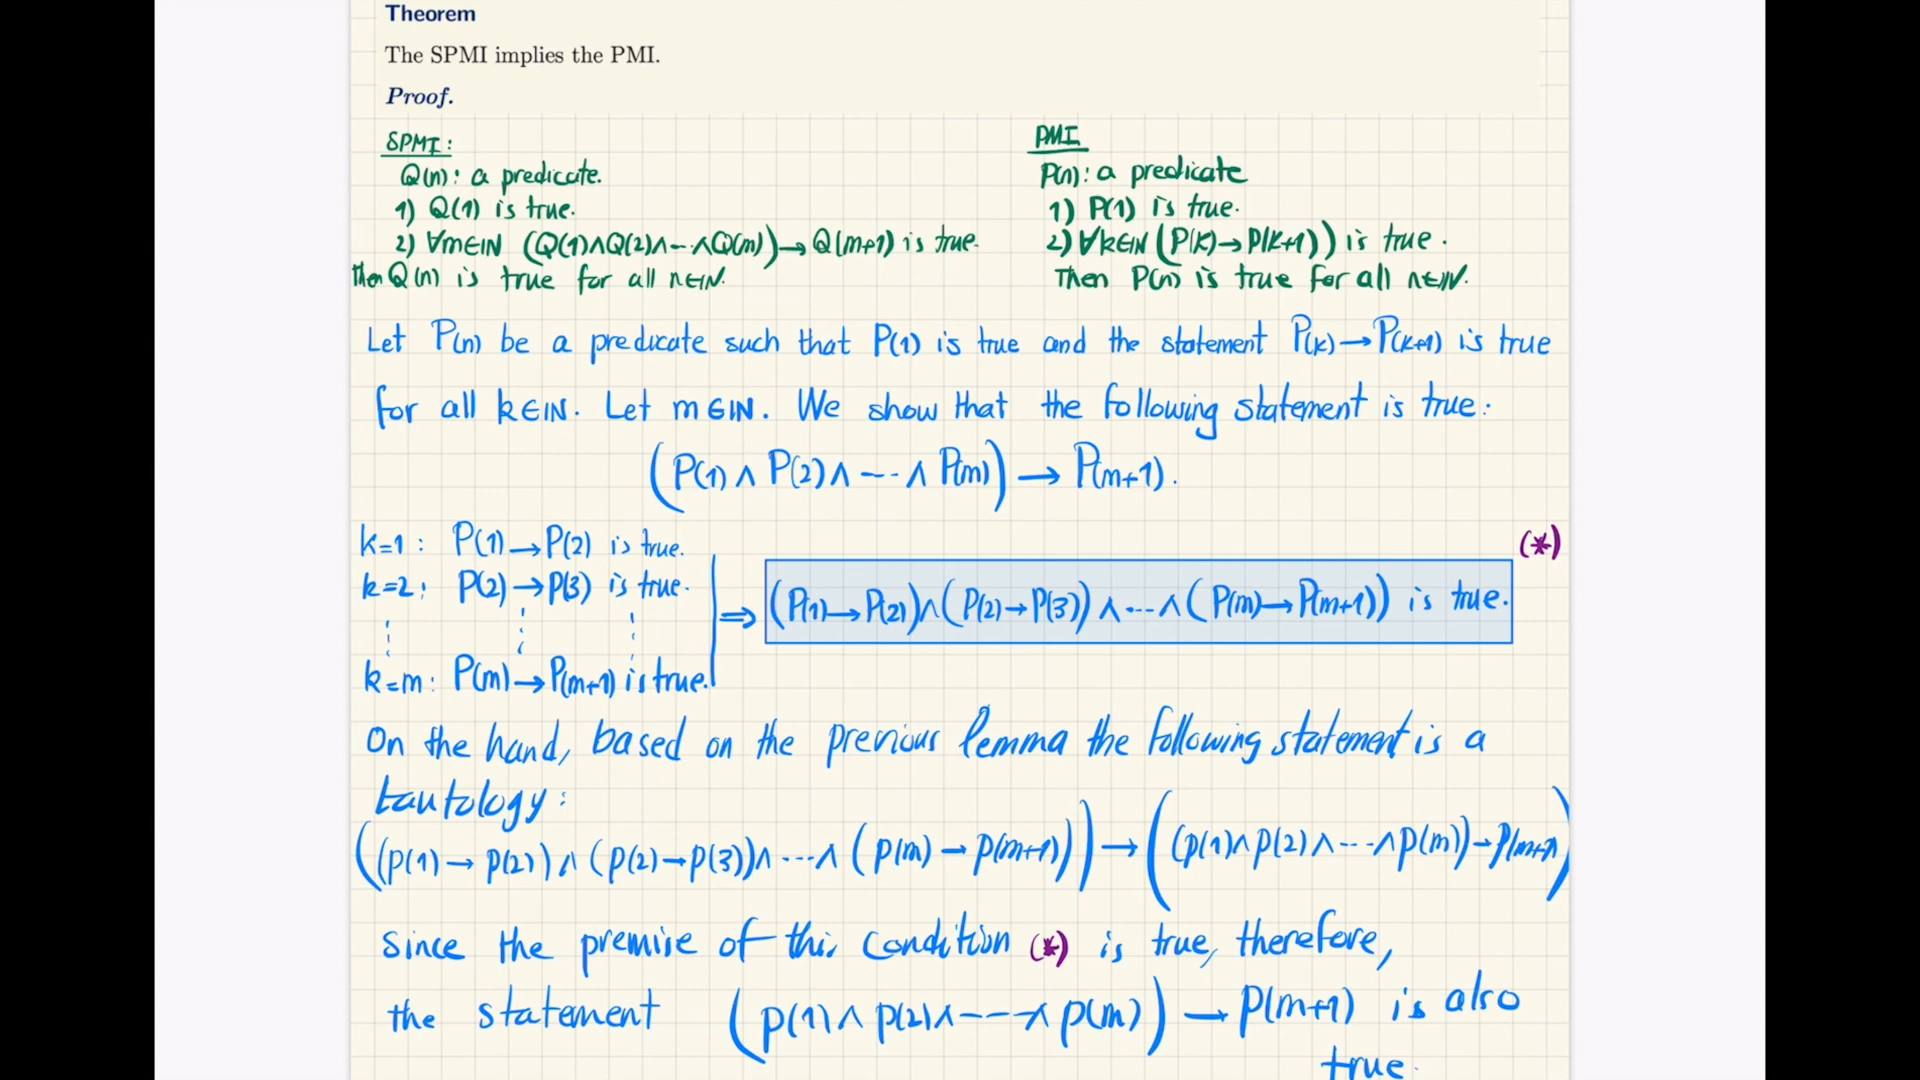 Theorem
The SPMI implies the PMI.
Proof.
SPMI:
Q(n): a predicate.
1) Q(1) is true.
2) ∀m∈IN (Q(1)∧Q(2)∧--∧Q(m))→Q(m+1) is true.
then Q(n) is true for all n∈IN.
PMI
P(n): a predicate
1) P(1) is true.
2) ∀k∈IN (P(k)→P(k+1)) is true.
Then P(n) is true for all n∈IN.
Let P(n) be a predicate such that P(1) is true and the statement P(k)→P(k+1) is true
for all k∈IN. Let m∈IN. We show that the following statement is true:
(P(1)∧P(2)∧---∧P(m))→P(m+1).
k=1: P(1)→P(2) is true.
k=2: P(2)→P(3) is true.
k=m: P(m)→P(m+1) is true.
⇒ (P(1)→P(2))∧(P(2)→P(3))∧---∧(P(m)→P(m+1)) is true. (*)
On the hand, based on the previous lemma the following statement is a
tautology:
((p(1)→p(2))∧(p(2)→p(3))∧---∧(p(m)→p(m+1)))→((p(1)∧p(2)∧---∧p(m))→p(m+1))
Since the premise of this condition (*) is true, therefore,
the statement (p(1)∧p(2)∧---∧p(m))→p(m+1) is also
true.